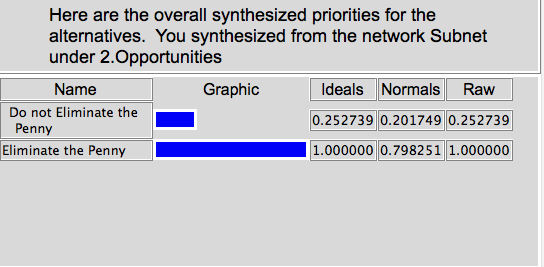 Here are the overall synthesized priorities for the
alternatives.  You synthesized from the network Subnet
under 2.Opportunities
Name Graphic Ideals Normals Raw
Do not Eliminate the
Penny
0.252739 0.201749 0.252739
Eliminate the Penny 1.000000 0.798251 1.000000